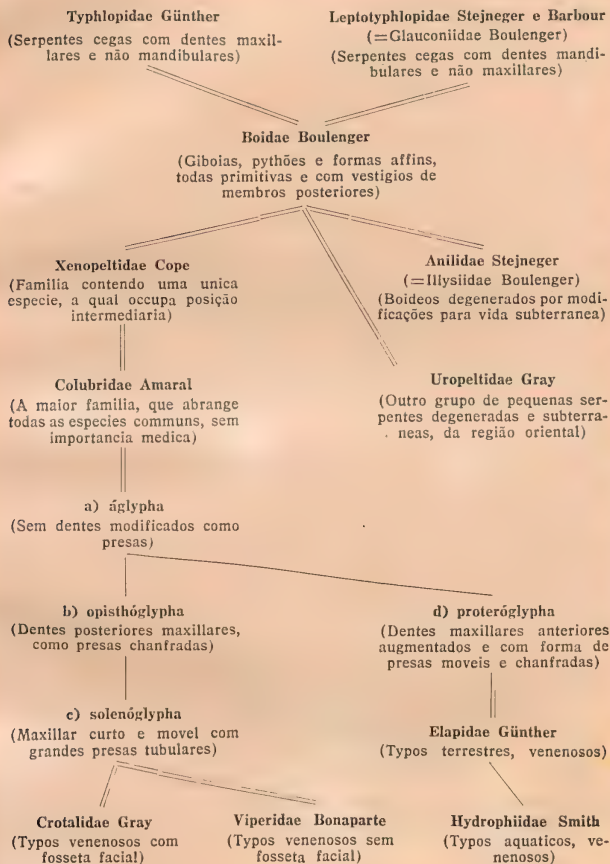 Typhlopidae Günther
(Serpentes cegas com dentes maxil-
lares e não mandibulares)
Leptotyphlopidae Stejneger e Barbour
(=Glauconiidae Boulenger)
(Serpentes cegas com dentes mandi-
bulares e não maxillares)
Boidae Boulenger
(Giboias, pythões e formas affins,
todas primitivas e com vestigios de
membros posteriores)
Xenopeltidae Cope
(Familia contendo uma unica
especie, a qual occupa posição
intermediaria)
Anilidae Stejneger
(=Illysiidae Boulenger)
(Boideos degenerados por modi-
ficações para vida subterranea)
Colubridae Amaral
(A maior familia, que abrange
todas as especies communs, sem
importancia medica)
Uropeltidae Gray
(Outro grupo de pequenas ser-
pentes degeneradas e subterra-
neas, da região oriental)
a) áglypha
(Sem dentes modificados como
presas)
b) opisthóglypha
(Dentes posteriores maxillares,
como presas chanfradas)
d) proteróglypha
(Dentes maxillares anteriores
augmentados e com forma de
presas moveis e chanfradas)
c) solenóglypha
(Maxillar curto e movel com
grandes presas tubulares)
Elapidae Günther
(Typos terrestres, venenosos)
Crotalidae Gray
(Typos venenosos com
fosseta facial)
Viperidae Bonaparte
(Typos venenosos sem
fosseta facial)
Hydrophiidae Smith
(Typos aquaticos, ve-
nenosos)